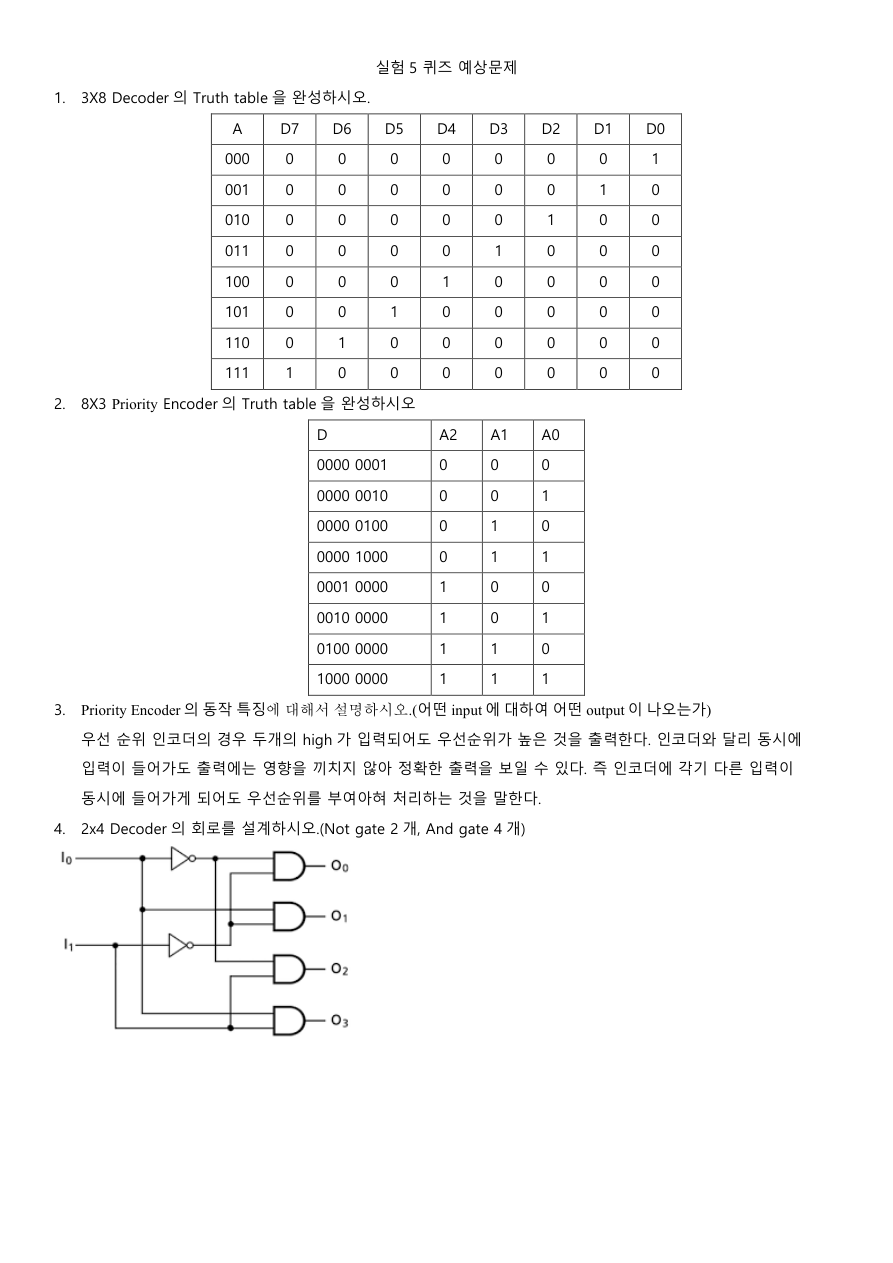 실험 5 퀴즈 예상문제
1. 3X8 Decoder 의 Truth table 을 완성하시오.
A D7 D6 D5 D4 D3 D2 D1 D0
000 0 0 0 0 0 0 0 1
001 0 0 0 0 0 0 1 0
010 0 0 0 0 0 1 0 0
011 0 0 0 0 1 0 0 0
100 0 0 0 1 0 0 0 0
101 0 0 1 0 0 0 0 0
110 0 1 0 0 0 0 0 0
111 1 0 0 0 0 0 0 0
2. 8X3 Priority Encoder 의 Truth table 을 완성하시오
D A2 A1 A0
0000 0001 0 0 0
0000 0010 0 0 1
0000 0100 0 1 0
0000 1000 0 1 1
0001 0000 1 0 0
0010 0000 1 0 1
0100 0000 1 1 0
1000 0000 1 1 1
3. Priority Encoder 의 동작 특징에 대해서 설명하시오.(어떤 input 에 대하여 어떤 output 이 나오는가)
우선 순위 인코더의 경우 두개의 high 가 입력되어도 우선순위가 높은 것을 출력한다. 인코더와 달리 동시에
입력이 들어가도 출력에는 영향을 끼치지 않아 정확한 출력을 보일 수 있다. 즉 인코더에 각기 다른 입력이
동시에 들어가게 되어도 우선순위를 부여아혀 처리하는 것을 말한다.
4. 2x4 Decoder 의 회로를 설계하시오.(Not gate 2 개, And gate 4 개)
I0
O0
O1
I1
O2
O3